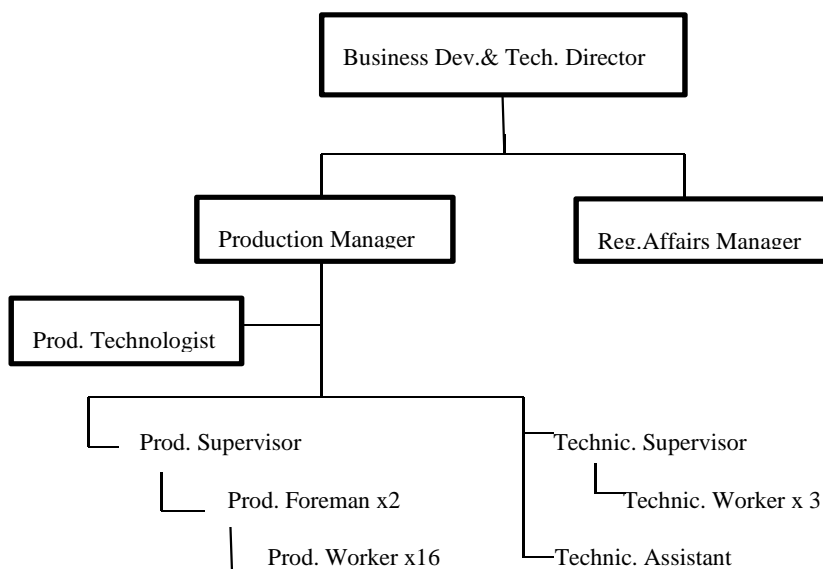 Business Dev.& Tech. Director
Production Manager
Reg.Affairs Manager
Prod. Technologist
Prod. Supervisor
Technic. Supervisor
Prod. Foreman x2
Technic. Worker x 3
Prod. Worker x16
Technic. Assistant